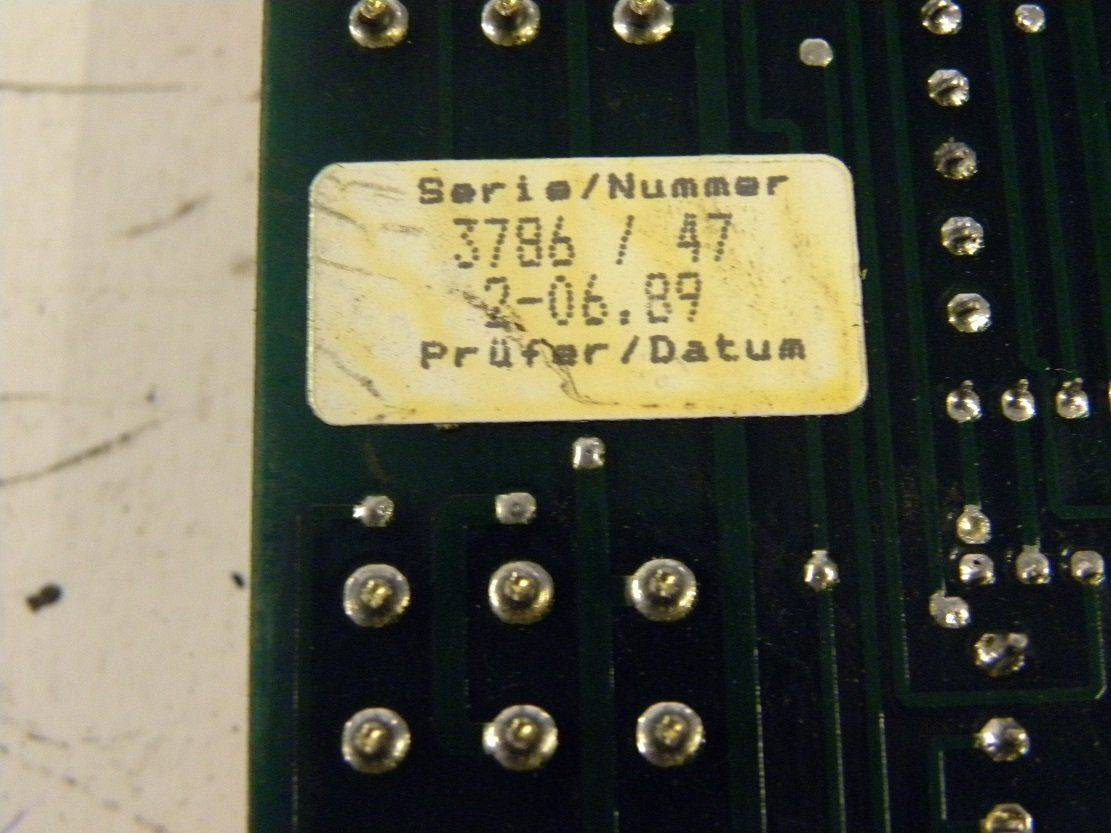 Serie/Nummer
3786 / 47
2-06.89
Prüfer/Datum